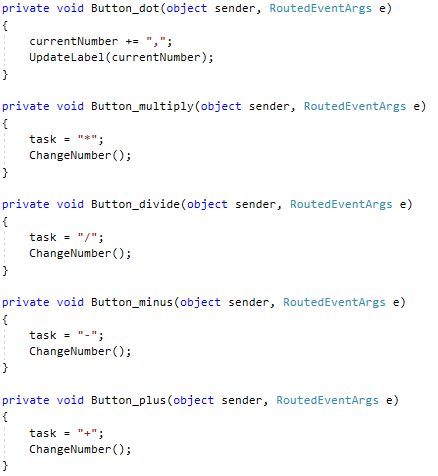 private void Button_dot(object sender, RoutedEventArgs e)
{
    currentNumber += ",";
    UpdateLabel(currentNumber);
}

private void Button_multiply(object sender, RoutedEventArgs e)
{
    task = "*";
    ChangeNumber();
}

private void Button_divide(object sender, RoutedEventArgs e)
{
    task = "/";
    ChangeNumber();
}

private void Button_minus(object sender, RoutedEventArgs e)
{
    task = "-";
    ChangeNumber();
}

private void Button_plus(object sender, RoutedEventArgs e)
{
    task = "+";
    ChangeNumber();
}